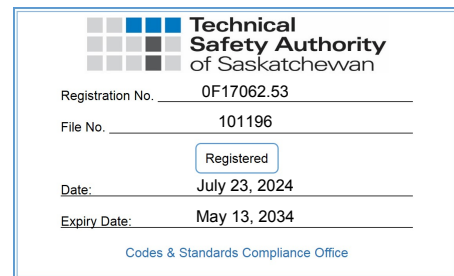 Technical
Safety Authority
of Saskatchewan
Registration No. 0F17062.53
File No. 101196
Registered
Date: July 23, 2024
Expiry Date: May 13, 2034
Codes & Standards Compliance Office